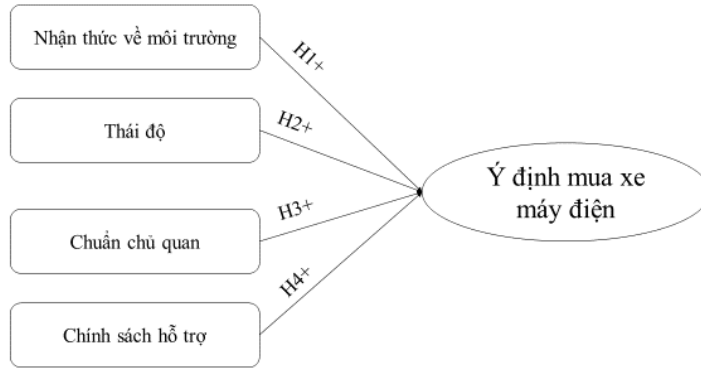 Nhận thức về môi trường
H1+
Thái độ
H2+
Ý định mua xe
máy điện
H3+
Chuẩn chủ quan
H4+
Chính sách hỗ trợ